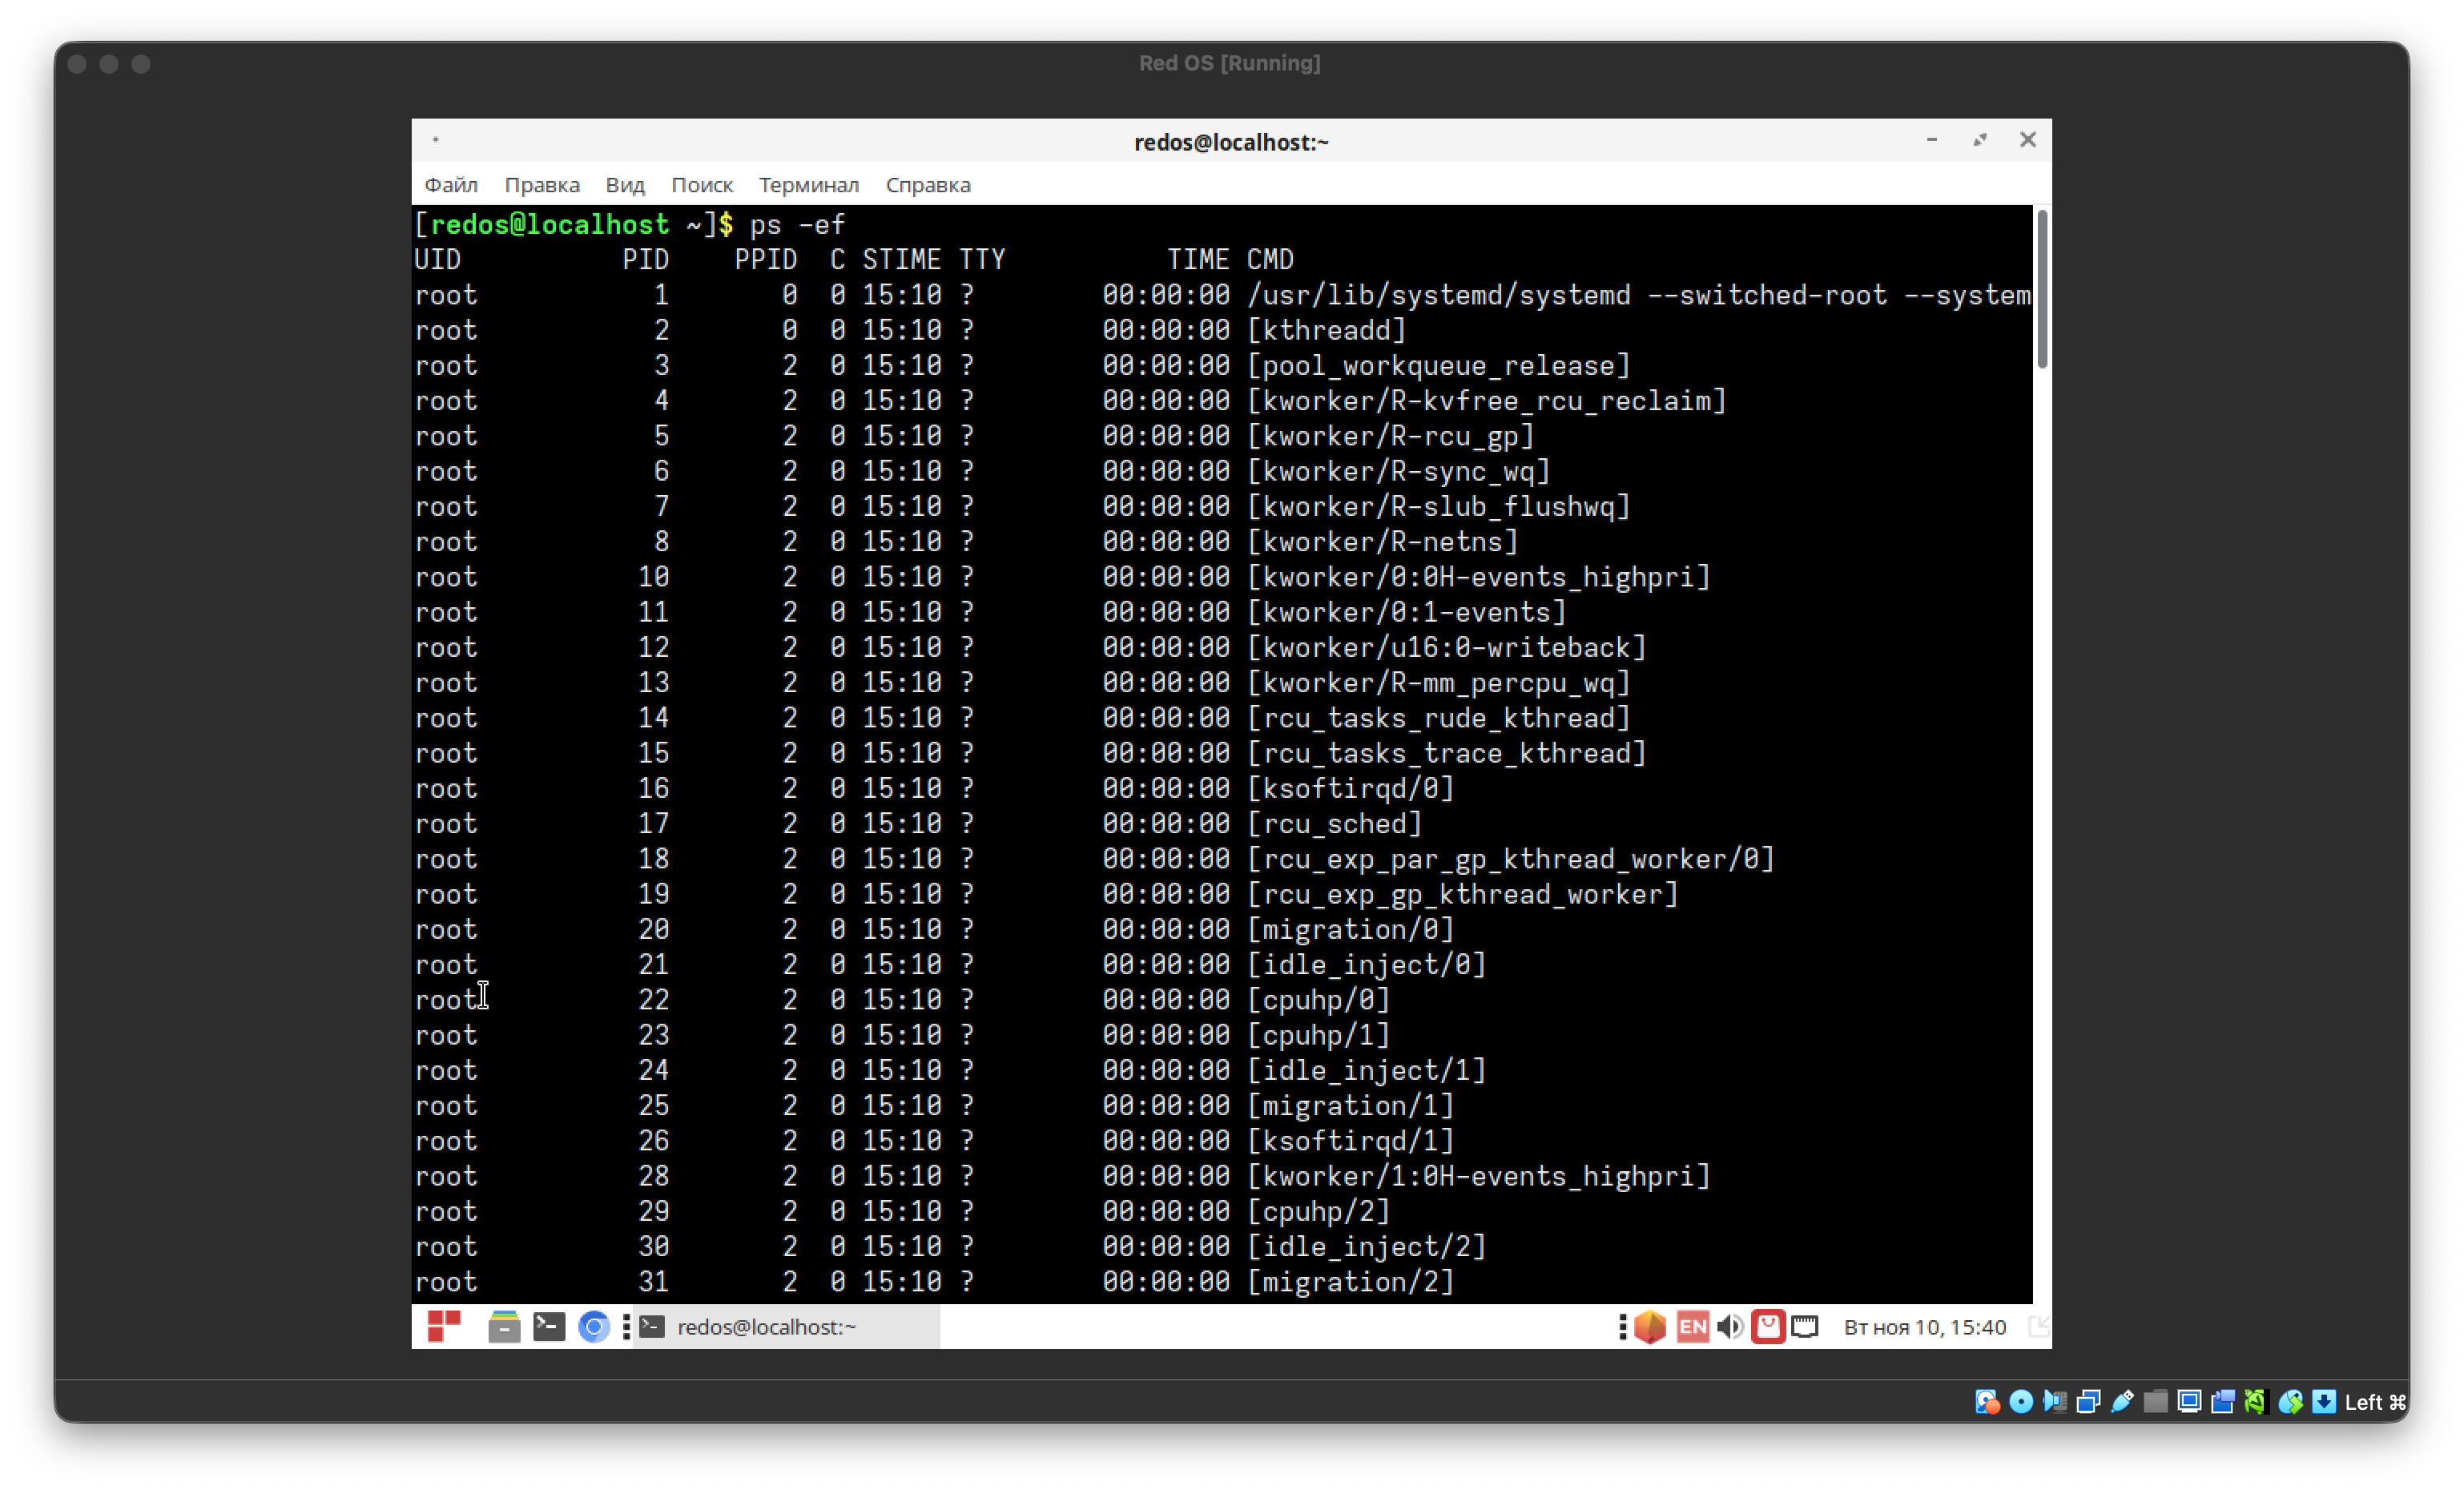 Red OS [Running]
redos@localhost:~
Файл Правка Вид Поиск Терминал Справка
[redos@localhost ~]$ ps -ef
UID PID PPID C STIME TTY TIME CMD
root 1 0 0 15:10 ? 00:00:00 /usr/lib/systemd/systemd --switched-root --system
root 2 0 0 15:10 ? 00:00:00 [kthreadd]
root 3 2 0 15:10 ? 00:00:00 [pool_workqueue_release]
root 4 2 0 15:10 ? 00:00:00 [kworker/R-kvfree_rcu_reclaim]
root 5 2 0 15:10 ? 00:00:00 [kworker/R-rcu_gp]
root 6 2 0 15:10 ? 00:00:00 [kworker/R-sync_wq]
root 7 2 0 15:10 ? 00:00:00 [kworker/R-slub_flushwq]
root 8 2 0 15:10 ? 00:00:00 [kworker/R-netns]
root 10 2 0 15:10 ? 00:00:00 [kworker/0:0H-events_highpri]
root 11 2 0 15:10 ? 00:00:00 [kworker/0:1-events]
root 12 2 0 15:10 ? 00:00:00 [kworker/u16:0-writeback]
root 13 2 0 15:10 ? 00:00:00 [kworker/R-mm_percpu_wq]
root 14 2 0 15:10 ? 00:00:00 [rcu_tasks_rude_kthread]
root 15 2 0 15:10 ? 00:00:00 [rcu_tasks_trace_kthread]
root 16 2 0 15:10 ? 00:00:00 [ksoftirqd/0]
root 17 2 0 15:10 ? 00:00:00 [rcu_sched]
root 18 2 0 15:10 ? 00:00:00 [rcu_exp_par_gp_kthread_worker/0]
root 19 2 0 15:10 ? 00:00:00 [rcu_exp_gp_kthread_worker]
root 20 2 0 15:10 ? 00:00:00 [migration/0]
root 21 2 0 15:10 ? 00:00:00 [idle_inject/0]
root 22 2 0 15:10 ? 00:00:00 [cpuhp/0]
root 23 2 0 15:10 ? 00:00:00 [cpuhp/1]
root 24 2 0 15:10 ? 00:00:00 [idle_inject/1]
root 25 2 0 15:10 ? 00:00:00 [migration/1]
root 26 2 0 15:10 ? 00:00:00 [ksoftirqd/1]
root 28 2 0 15:10 ? 00:00:00 [kworker/1:0H-events_highpri]
root 29 2 0 15:10 ? 00:00:00 [cpuhp/2]
root 30 2 0 15:10 ? 00:00:00 [idle_inject/2]
root 31 2 0 15:10 ? 00:00:00 [migration/2]
redos@localhost:~ EN Вт ноя 10, 15:40
Left ⌘